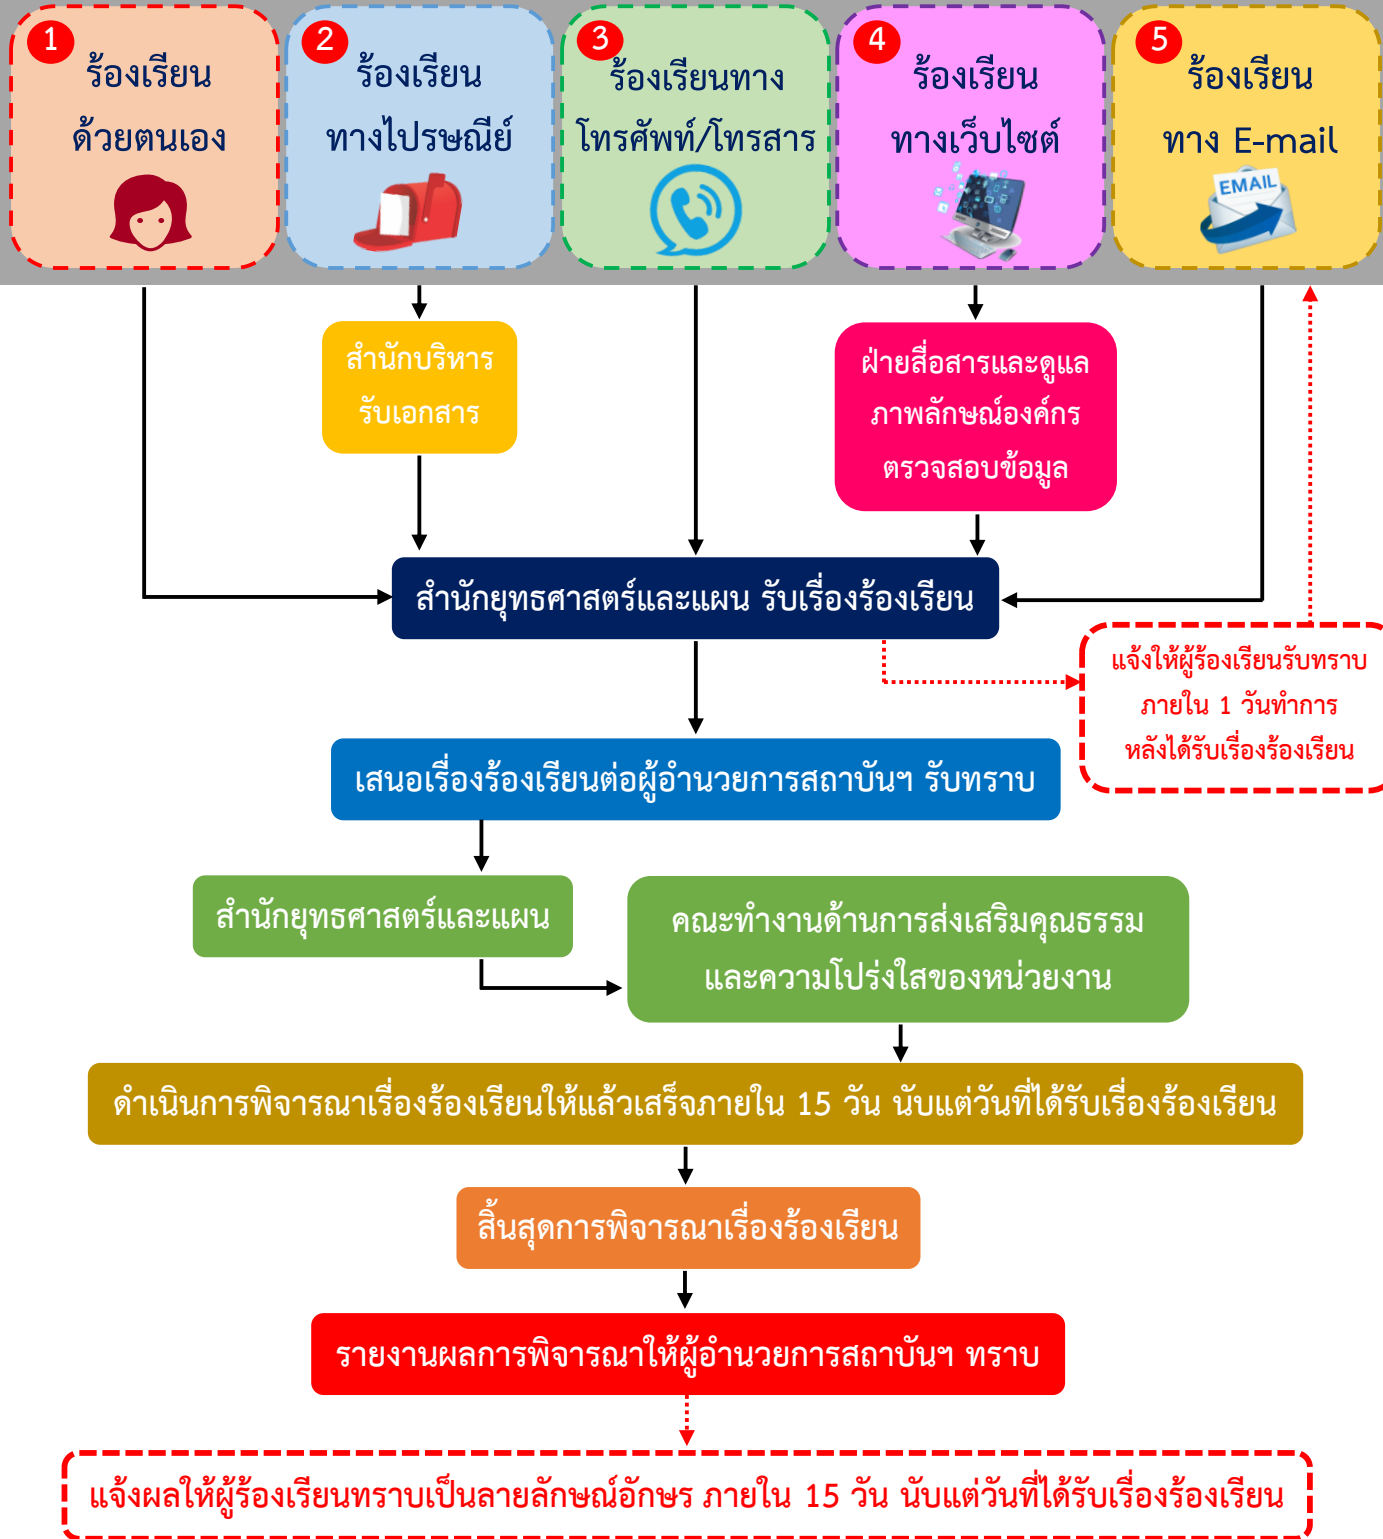 1
ร้องเรียน
ด้วยตนเอง
2
ร้องเรียน
ทางไปรษณีย์
3
ร้องเรียนทาง
โทรศัพท์/โทรสาร
4
ร้องเรียน
ทางเว็บไซต์
5
ร้องเรียน
ทาง E-mail
EMAIL
สำนักบริหาร
รับเอกสาร
ฝ่ายสื่อสารและดูแล
ภาพลักษณ์องค์กร
ตรวจสอบข้อมูล
สำนักยุทธศาสตร์และแผน รับเรื่องร้องเรียน
แจ้งให้ผู้ร้องเรียนรับทราบ
ภายใน 1 วันทำการ
หลังได้รับเรื่องร้องเรียน
เสนอเรื่องร้องเรียนต่อผู้อำนวยการสถาบันฯ รับทราบ
สำนักยุทธศาสตร์และแผน
คณะทำงานด้านการส่งเสริมคุณธรรม
และความโปร่งใสของหน่วยงาน
ดำเนินการพิจารณาเรื่องร้องเรียนให้แล้วเสร็จภายใน 15 วัน นับแต่วันที่ได้รับเรื่องร้องเรียน
สิ้นสุดการพิจารณาเรื่องร้องเรียน
รายงานผลการพิจารณาให้ผู้อำนวยการสถาบันฯ ทราบ
แจ้งผลให้ผู้ร้องเรียนทราบเป็นลายลักษณ์อักษร ภายใน 15 วัน นับแต่วันที่ได้รับเรื่องร้องเรียน